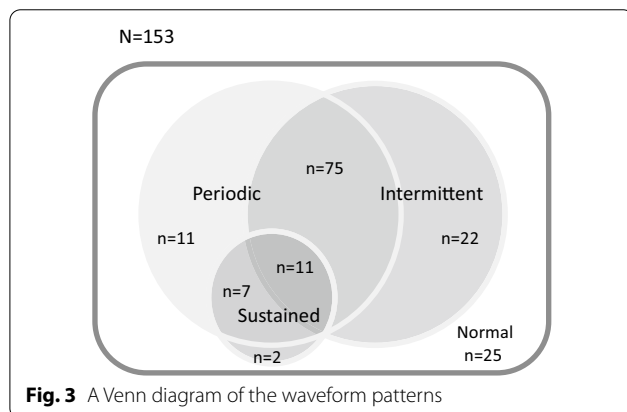 N=153
n=75
Periodic
Intermittent
n=11
n=22
n=11
n=7
Sustained
Normal
n=2
n=25
Fig. 3 A Venn diagram of the waveform patterns